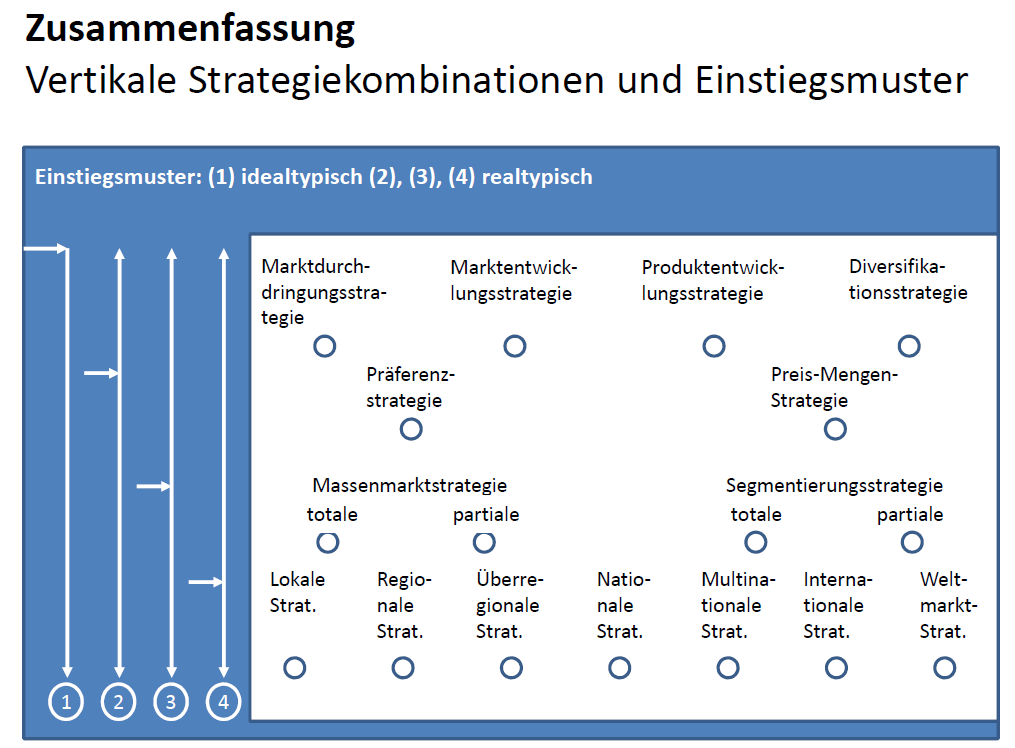 Zusammenfassung
Vertikale Strategiekombinationen und Einstiegsmuster
Einstiegsmuster: (1) idealtypisch (2), (3), (4) realtypisch
Marktdurch-
dringungsstra-
tegie
Marktentwick-
lungsstrategie
Produktentwick-
lungsstrategie
Diversifika-
tionsstrategie
Präferenz-
strategie
Preis-Mengen-
Strategie
Massenmarktstrategie
totale
partiale
Segmentierungsstrategie
totale
partiale
Lokale
Strat.
Regio-
nale
Strat.
Überre-
gionale
Strat.
Natio-
nale
Strat.
Multina-
tionale
Strat.
Interna-
tionale
Strat.
Welt-
markt-
Strat.
1
2
3
4